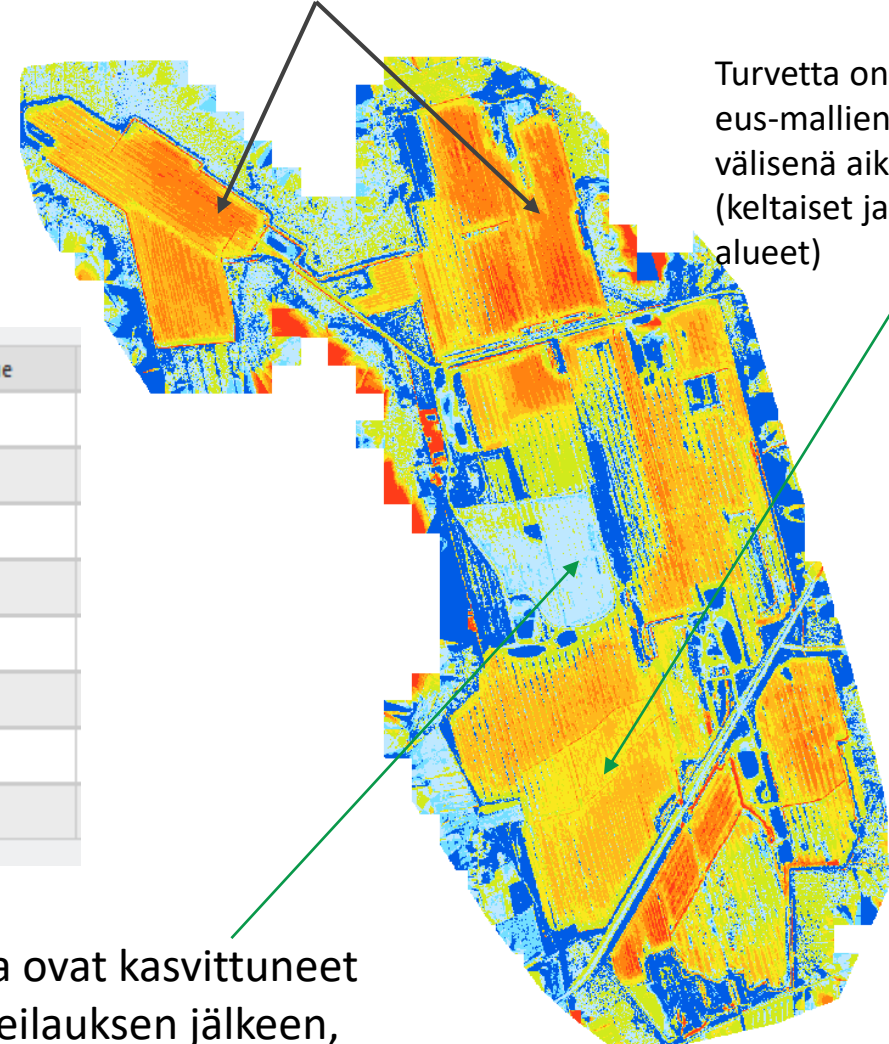 Turvetta on
eus-mallien
välisenä aik
(keltaiset ja
alueet)
e
a ovat kasvittuneet
eilauksen jälkeen,